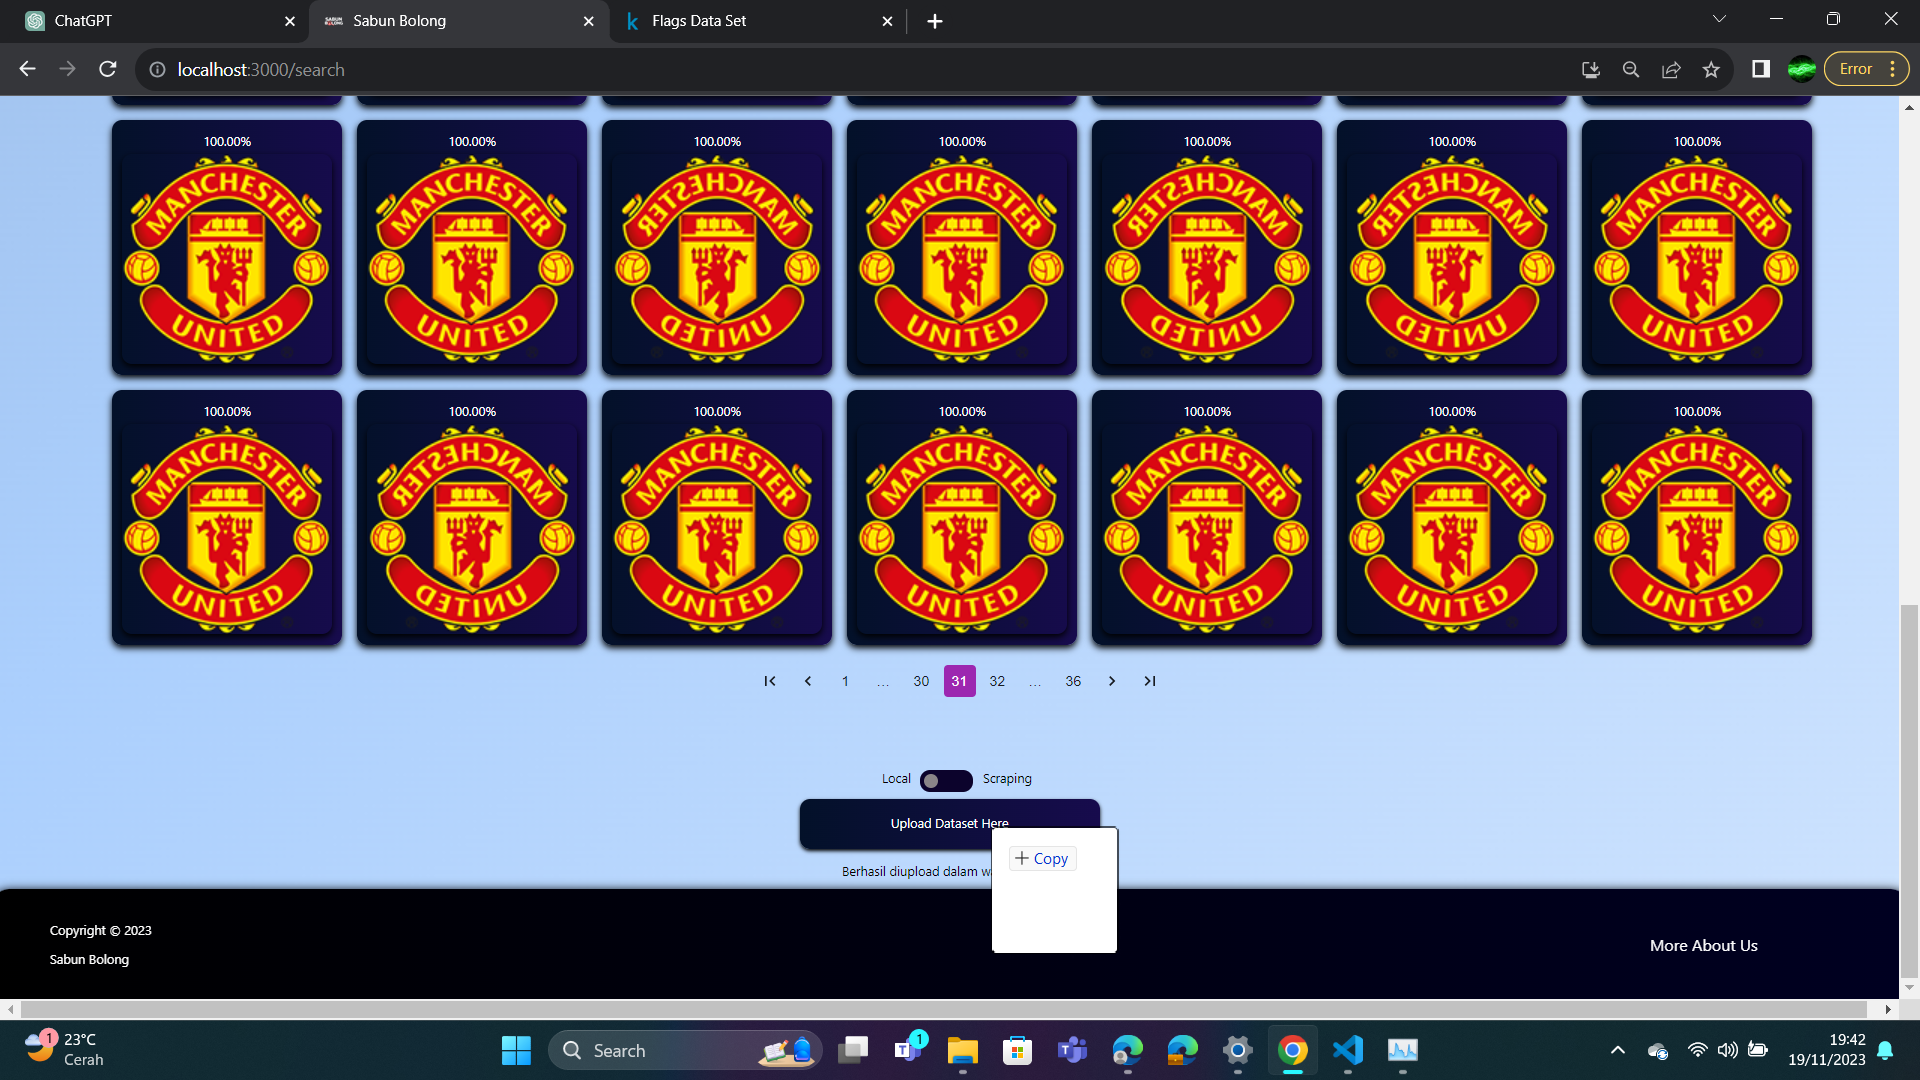 ChatGPT
Sabun Bolong
Flags Data Set
localhost:3000/search
Error
100.00% 100.00% 100.00% 100.00% 100.00% 100.00% 100.00%
MANCHESTER MANCHESTER MANCHESTER MANCHESTER MANCHESTER MANCHESTER MANCHESTER
UNITED UNITED UNITED UNITED UNITED UNITED UNITED
100.00% 100.00% 100.00% 100.00% 100.00% 100.00% 100.00%
MANCHESTER MANCHESTER MANCHESTER MANCHESTER MANCHESTER MANCHESTER MANCHESTER
UNITED UNITED UNITED UNITED UNITED UNITED UNITED
1 ... 30 31 32 ... 36
Local Scraping
Upload Dataset Here
+ Copy
Berhasil diupload dalam
Copyright © 2023
Sabun Bolong
More About Us
1
23°C
Cerah
Search
1
19:42
19/11/2023